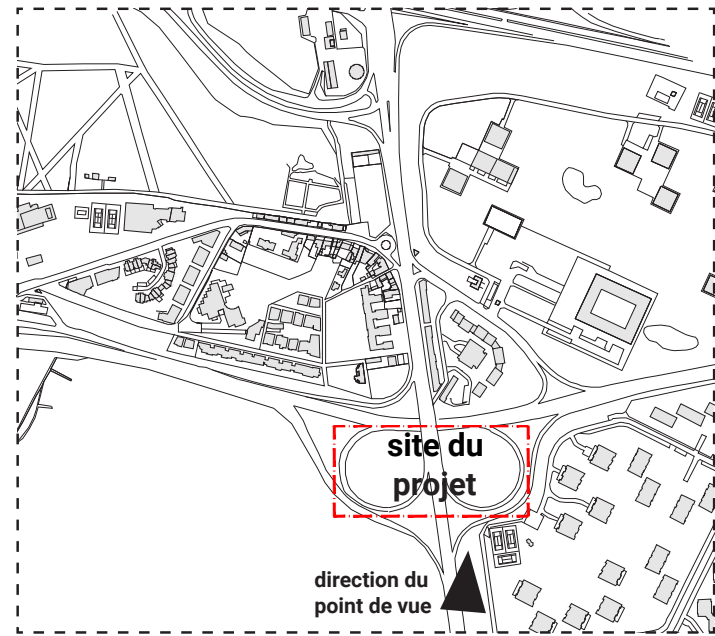 site du
projet
direction du
point de vue